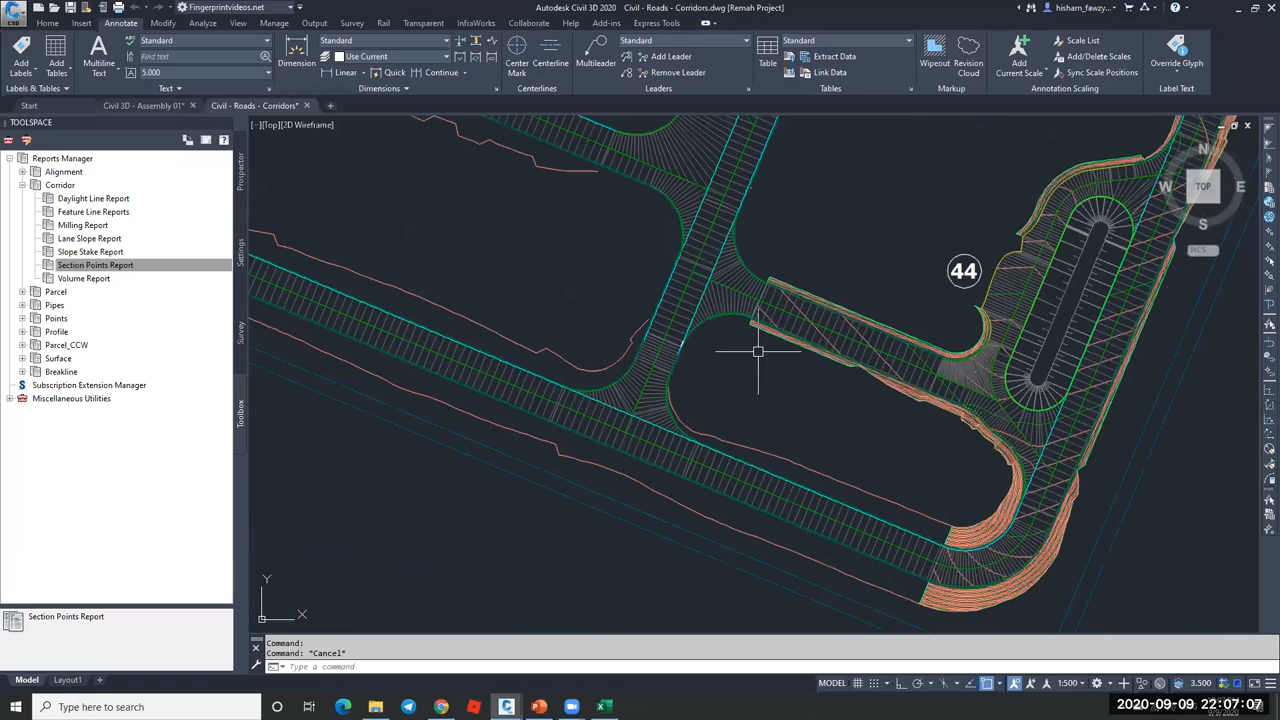 Fingerprintvideos.net
Autodesk Civil 3D 2020   Civil - Roads - Corridors.dwg [Remah Project]
hisham_fawzy...
C3D
Home Insert Annotate Modify Analyze View Manage Output Survey Rail Transparent InfraWorks Collaborate Help Add-ins Express Tools
Add Labels
Add Tables
Labels & Tables
Multiline Text
Standard
Find text
5.000
Text
Dimension
Standard
Use Current
Linear Quick Continue
Dimensions
Center Mark
Centerline
Centerlines
Multileader
Standard
Add Leader
Remove Leader
Leaders
Table
Standard
Extract Data
Link Data
Tables
Wipeout
Revision Cloud
Markup
Add Current Scale
Scale List
Add/Delete Scales
Sync Scale Positions
Annotation Scaling
Override Glyph
Label Text
Start
Civil 3D - Assembly 01*
Civil - Roads - Corridors*
TOOLSPACE
[−][Top][2D Wireframe]
Reports Manager
Alignment
Corridor
Daylight Line Report
Feature Line Reports
Milling Report
Lane Slope Report
Slope Stake Report
Section Points Report
Volume Report
Parcel
Pipes
Points
Profile
Parcel_CCW
Surface
Breakline
Subscription Extension Manager
Miscellaneous Utilities
Prospector
Settings
Survey
Toolbox
N
W TOP E
S
WCS
44
Y
X
Section Points Report
Command:
Command: *Cancel*
Type a command
Model Layout1
MODEL 1:500 3.500
Type here to search
2020-09-09 22:07:07